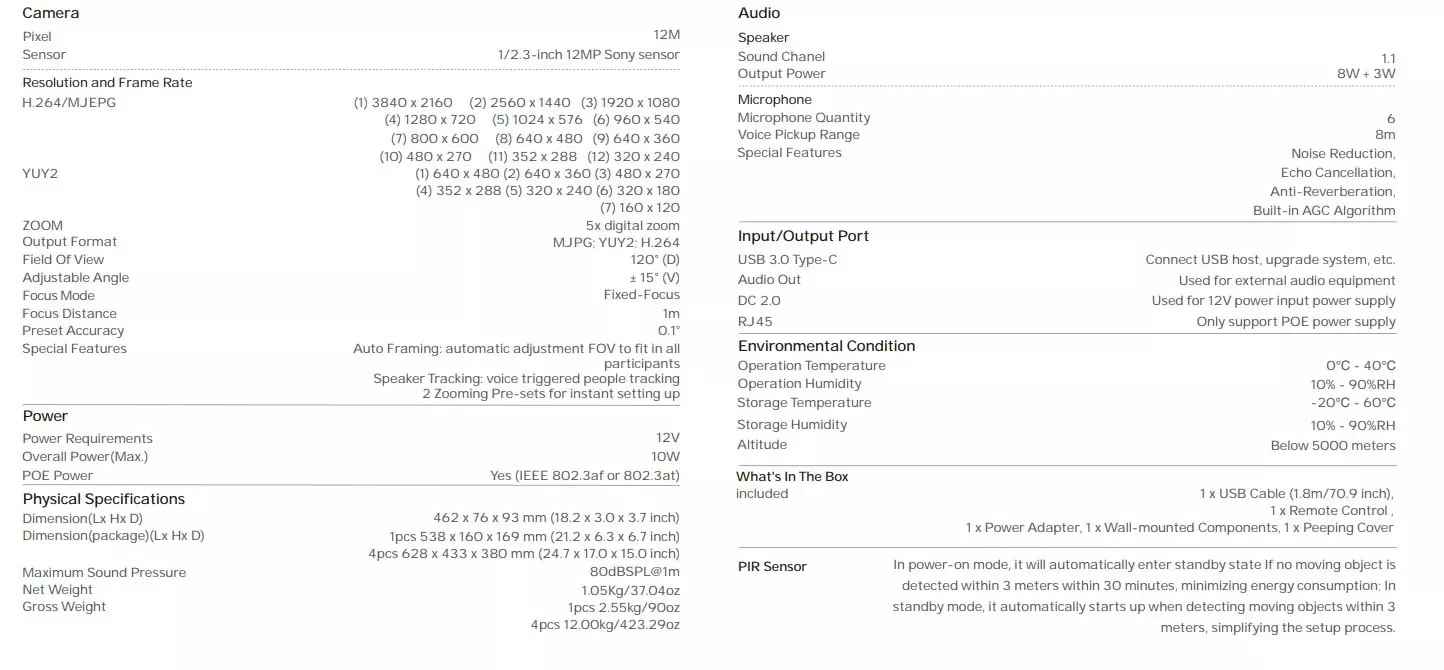 Camera
Pixel 12M
Sensor 1/2.3-inch 12MP Sony sensor
Resolution and Frame Rate
H.264/MJEPG (1) 3840 x 2160 (2) 2560 x 1440 (3) 1920 x 1080
(4) 1280 x 720 (5) 1024 x 576 (6) 960 x 540
(7) 800 x 600 (8) 640 x 480 (9) 640 x 360
(10) 480 x 270 (11) 352 x 288 (12) 320 x 240
YUY2 (1) 640 x 480 (2) 640 x 360 (3) 480 x 270
(4) 352 x 288 (5) 320 x 240 (6) 320 x 180
(7) 160 x 120
ZOOM 5x digital zoom
Output Format MJPG; YUY2; H.264
Field Of View 120° (D)
Adjustable Angle ± 15° (V)
Focus Mode Fixed-Focus
Focus Distance 1m
Preset Accuracy 0.1°
Special Features Auto Framing: automatic adjustment FOV to fit in all
participants
Speaker Tracking: voice triggered people tracking
2 Zooming Pre-sets for instant setting up
Power
Power Requirements 12V
Overall Power(Max.) 10W
POE Power Yes (IEEE 802.3af or 802.3at)
Physical Specifications
Dimension(Lx Hx D) 462 x 76 x 93 mm (18.2 x 3.0 x 3.7 inch)
Dimension(package)(Lx Hx D) 1pcs 538 x 160 x 169 mm (21.2 x 6.3 x 6.7 inch)
4pcs 628 x 433 x 380 mm (24.7 x 17.0 x 15.0 inch)
Maximum Sound Pressure 80dBSPL@1m
Net Weight 1.05Kg/37.04oz
Gross Weight 1pcs 2.55kg/90oz
4pcs 12.00kg/423.29oz
Audio
Speaker
Sound Chanel 1.1
Output Power 8W + 3W
Microphone
Microphone Quantity 6
Voice Pickup Range 8m
Special Features Noise Reduction,
Echo Cancellation,
Anti-Reverberation,
Built-in AGC Algorithm
Input/Output Port
USB 3.0 Type-C Connect USB host, upgrade system, etc.
Audio Out Used for external audio equipment
DC 2.0 Used for 12V power input power supply
RJ45 Only support POE power supply
Environmental Condition
Operation Temperature 0°C - 40°C
Operation Humidity 10% - 90%RH
Storage Temperature -20°C - 60°C
Storage Humidity 10% - 90%RH
Altitude Below 5000 meters
What's In The Box
included 1 x USB Cable (1.8m/70.9 inch),
1 x Remote Control ,
1 x Power Adapter, 1 x Wall-mounted Components, 1 x Peeping Cover
PIR Sensor In power-on mode, it will automatically enter standby state If no moving object is
detected within 3 meters within 30 minutes, minimizing energy consumption; In
standby mode, it automatically starts up when detecting moving objects within 3
meters, simplifying the setup process.